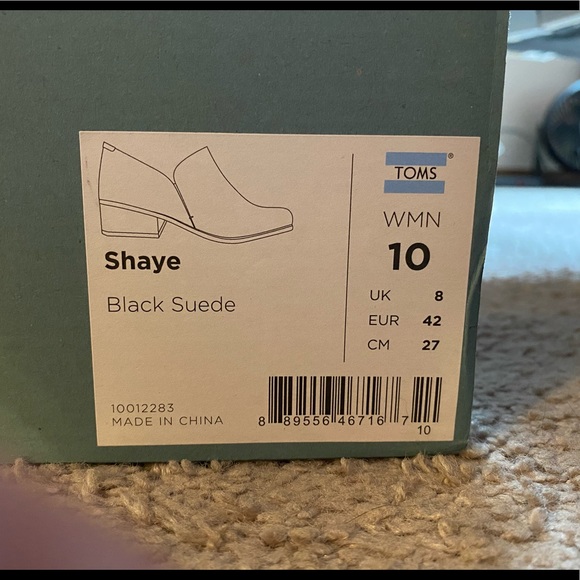 Shaye
Black Suede
10012283
MADE IN CHINA
TOMS®
WMN
10
UK 8
EUR 42
CM 27
8 89556 46716 7
10